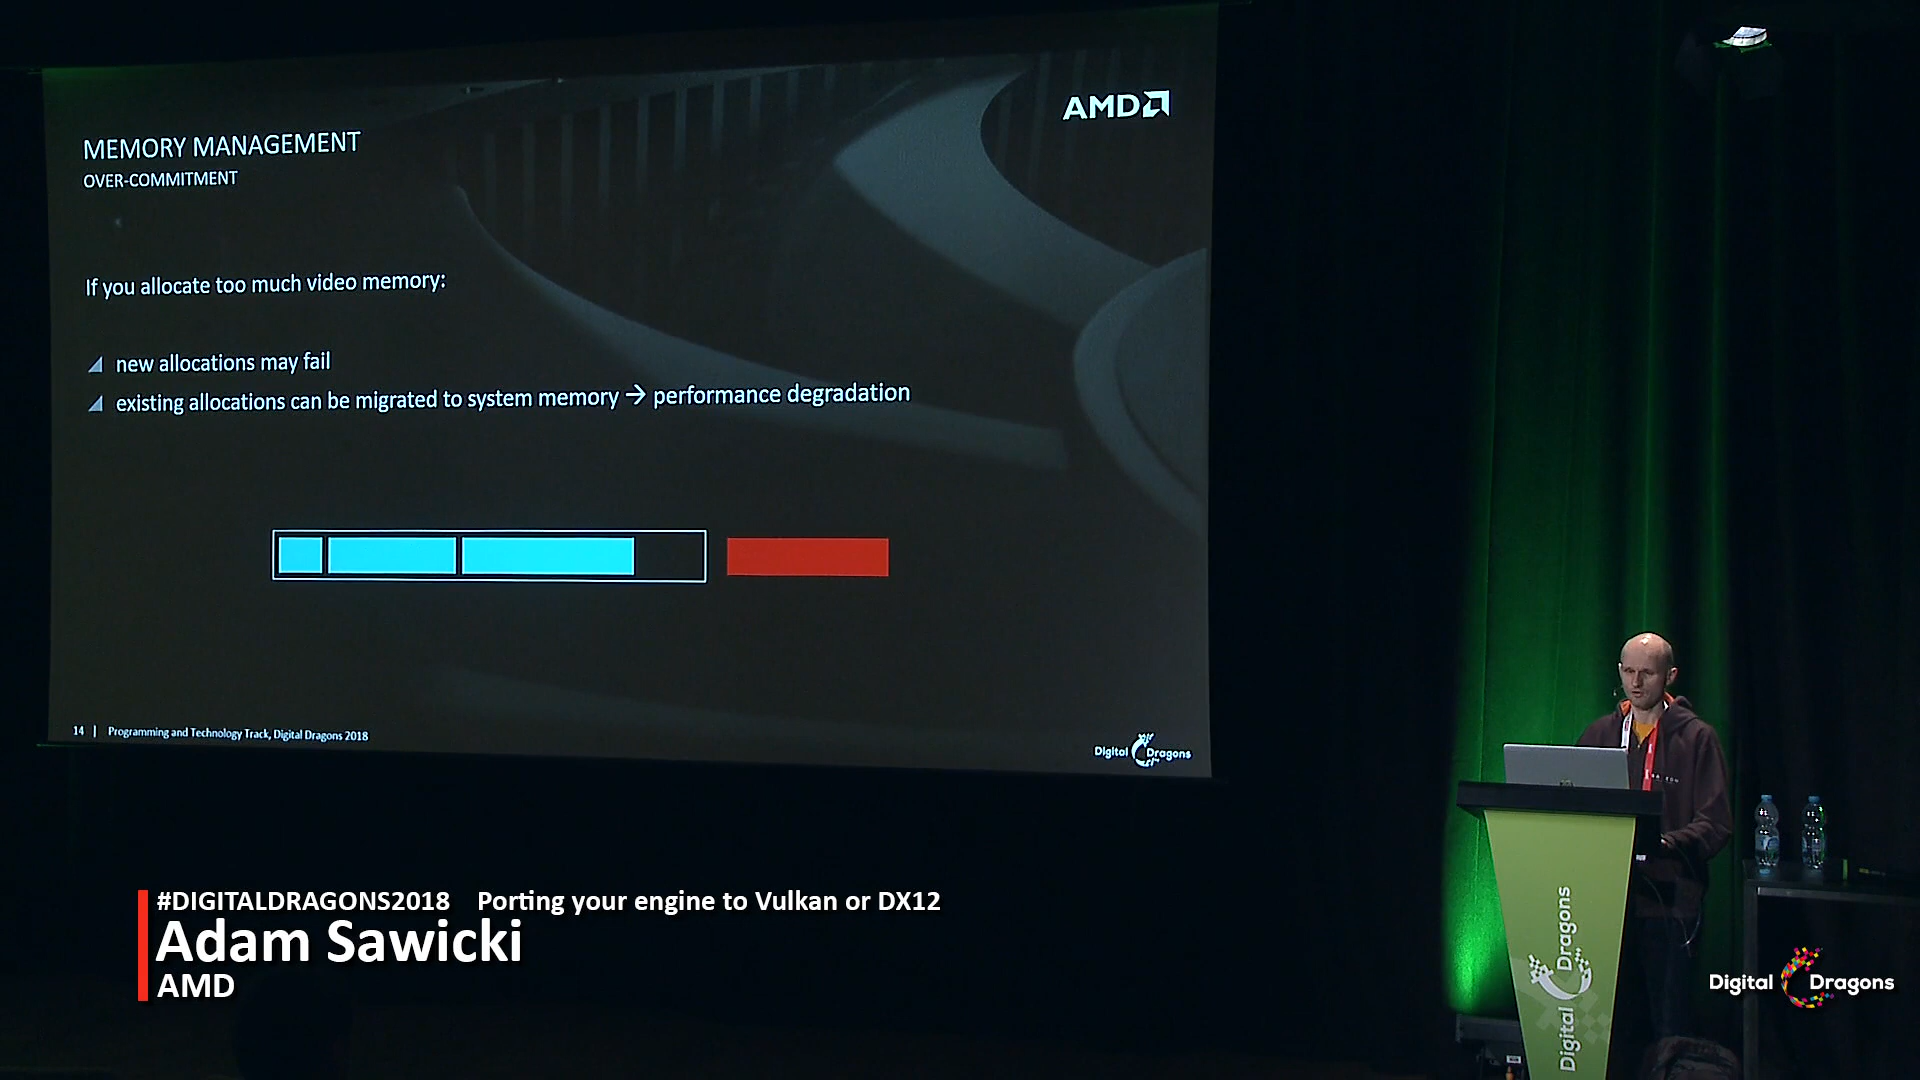 AMD
MEMORY MANAGEMENT
OVER-COMMITMENT
If you allocate too much video memory:
new allocations may fail
existing allocations can be migrated to system memory → performance degradation
14 | Programming and Technology Track, Digital Dragons 2018
Digital Dragons
#DIGITALDRAGONS2018 Porting your engine to Vulkan or DX12
Adam Sawicki
AMD
Digital Dragons
Digital Dragons